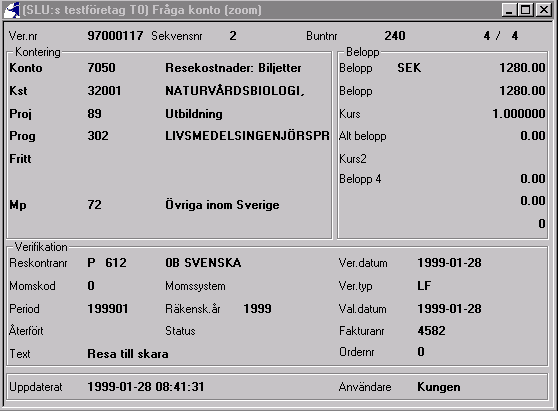 (SLU:s testföretag T0) Fråga konto (zoom)
Ver.nr 97000117 Sekvensnr 2 Buntnr 240 4 / 4
Kontering Belopp
Konto 7050 Resekostnader: Biljetter Belopp SEK 1280.00
Kst 32001 NATURVÅRDSBIOLOGI, Belopp 1280.00
Proj 89 Utbildning Kurs 1.000000
Prog 302 LIVSMEDELSINGENJÖRSPR Alt belopp 0.00
Fritt Kurs2
Belopp 4 0.00
Mp 72 Övriga inom Sverige 0.00
0
Verifikation
Reskontranr P 612 0B SVENSKA Ver.datum 1999-01-28
Momskod 0 Momssystem Ver.typ LF
Period 199901 Räkensk.år 1999 Val.datum 1999-01-28
Återfört Status Fakturanr 4582
Text Resa till skara Ordernr 0
Uppdaterat 1999-01-28 08:41:31 Användare Kungen